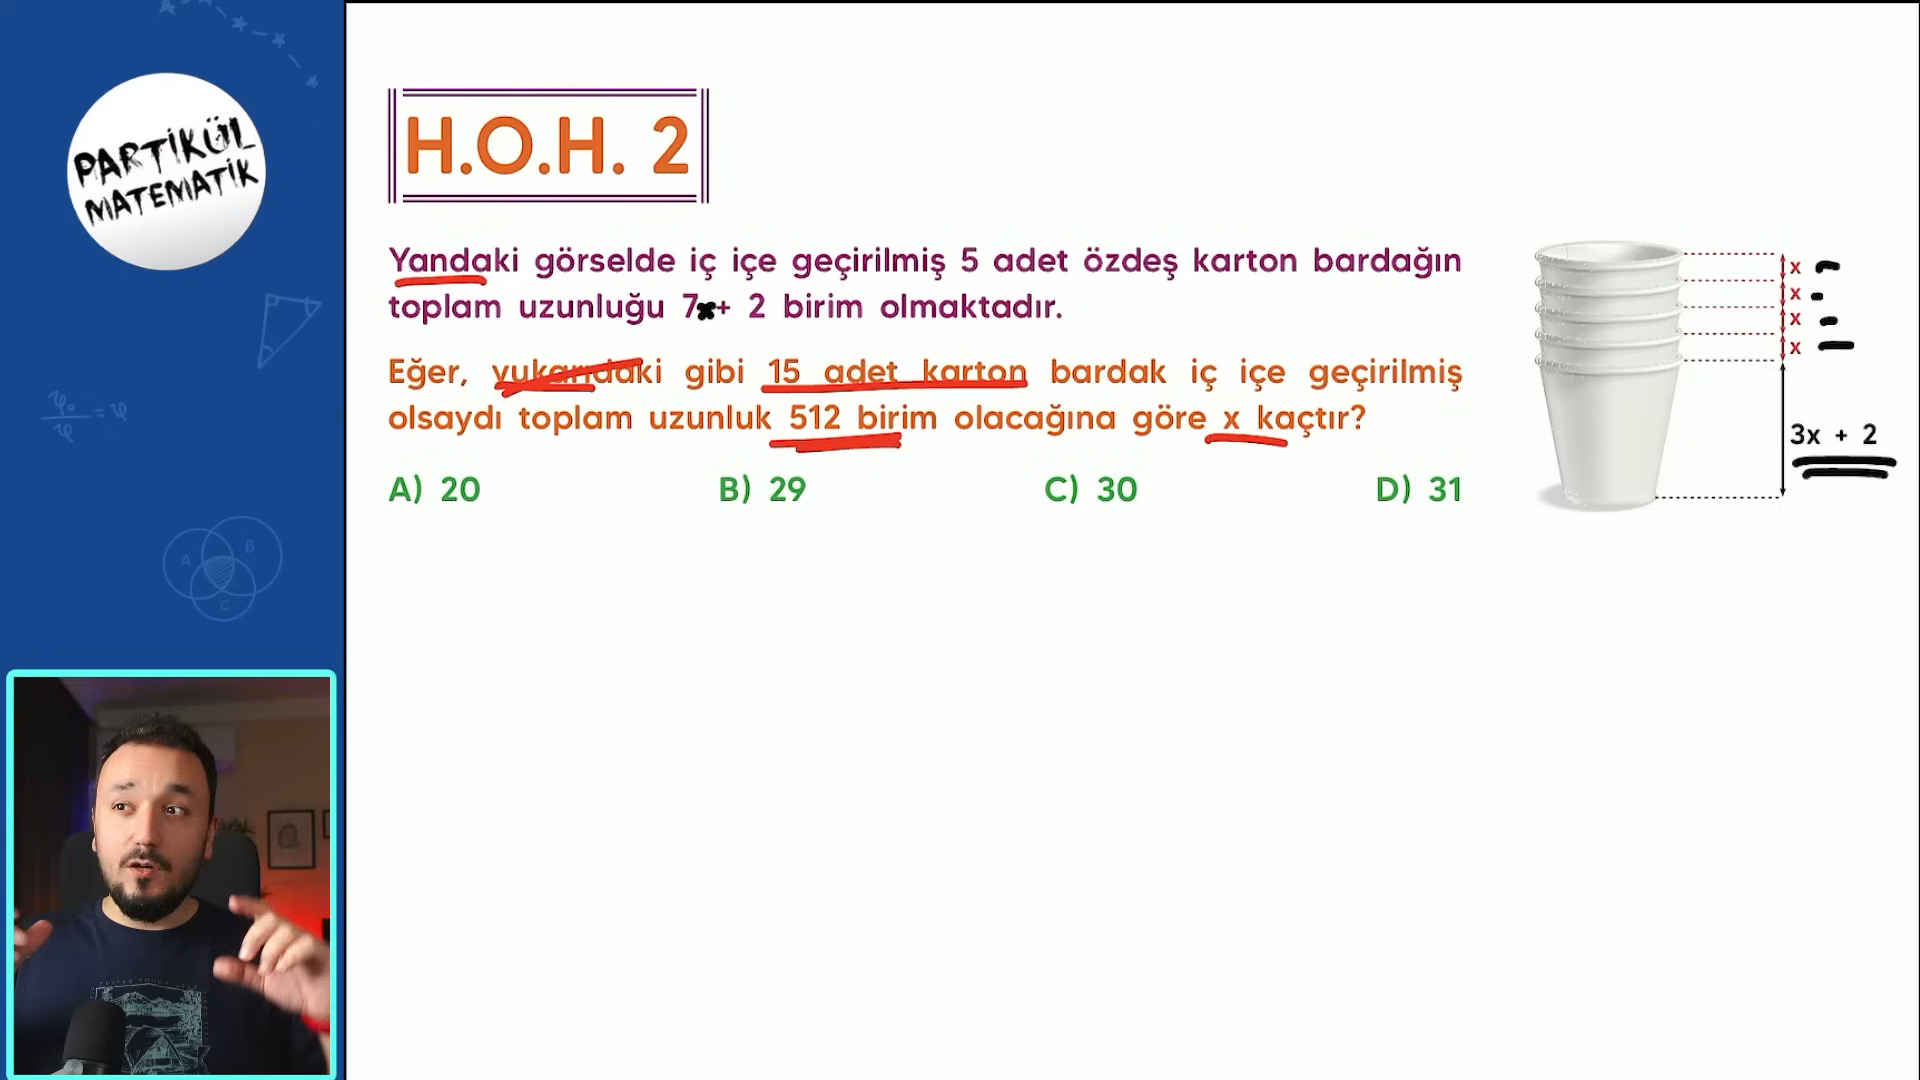 PARTİKÜL
MATEMATİK
H.O.H. 2
Yandaki görselde iç içe geçirilmiş 5 adet özdeş karton bardağın
toplam uzunluğu 7x + 2 birim olmaktadır.
Eğer, yukarıdaki gibi 15 adet karton bardak iç içe geçirilmiş
olsaydı toplam uzunluk 512 birim olacağına göre x kaçtır?
A) 20 B) 29 C) 30 D) 31
x
x
x
x
3x + 2
A
B
C